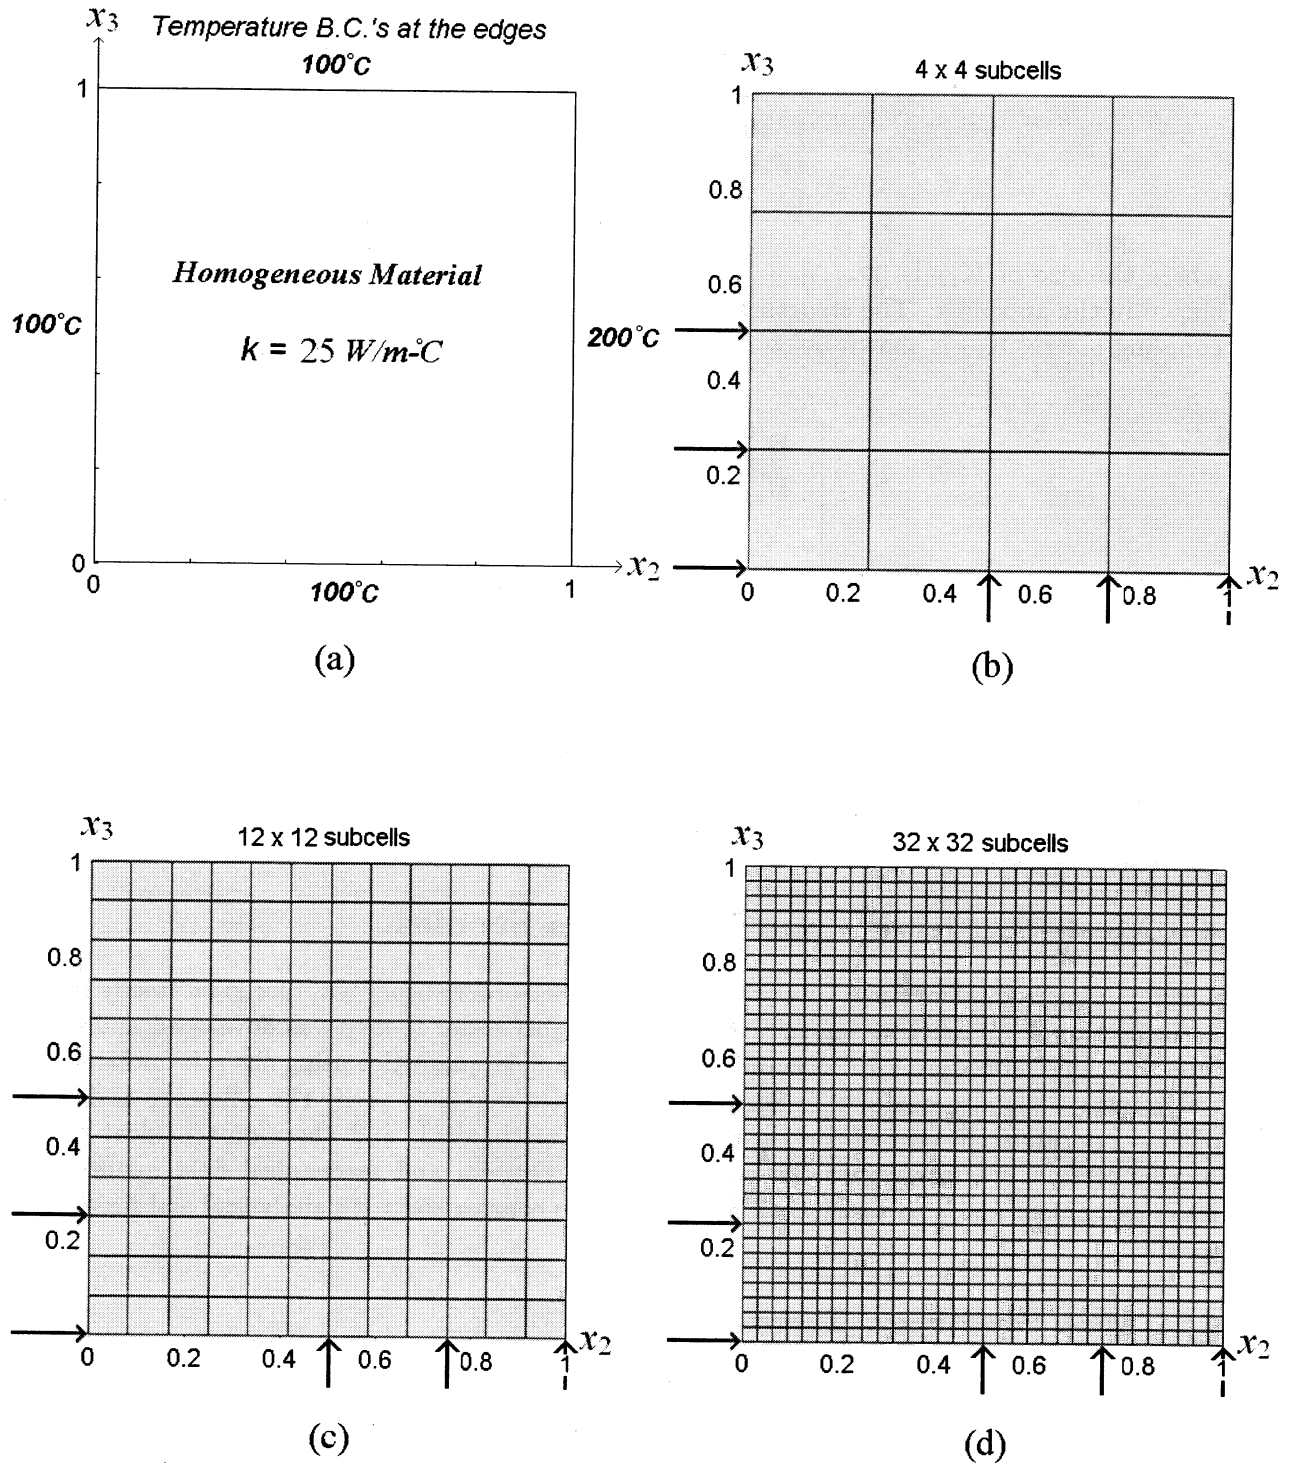 x3
Temperature B.C.'s at the edges
100°C
1
Homogeneous Material
100°C
k = 25 W/m-°C
200°C
0
x2
0
100°C
1
(a)
x3
4 x 4 subcells
1
0.8
0.6
0.4
0.2
0 0.2 0.4 0.6 0.8 1 x2
(b)
x3
12 x 12 subcells
1
0.8
0.6
0.4
0.2
0 0.2 0.4 0.6 0.8 1 x2
(c)
x3
32 x 32 subcells
1
0.8
0.6
0.4
0.2
0 0.2 0.4 0.6 0.8 1 x2
(d)